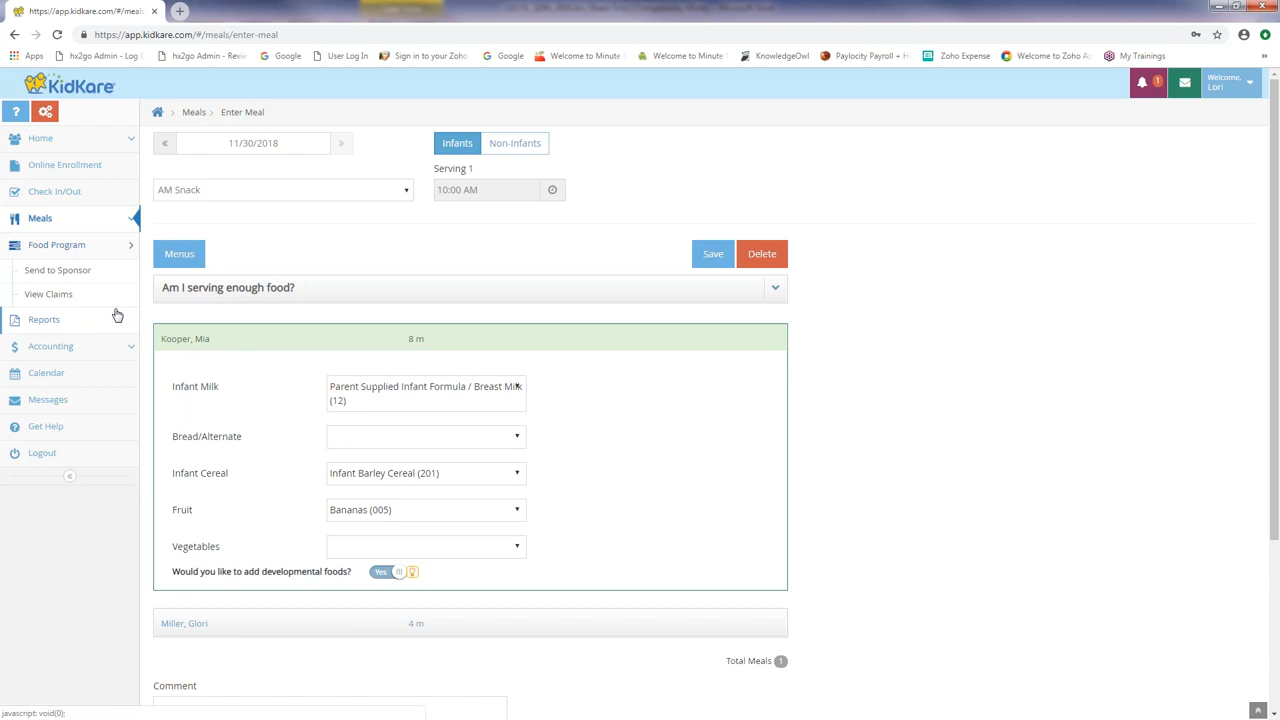 https://app.kidkare.com/#/meals
https://app.kidkare.com/#/meals/enter-meal
Apps
hx2go Admin - Log
hx2go Admin - Revie
Google
User Log In
Sign in to your Zoho
Google
Welcome to Minute
Welcome to Minute
KnowledgeOwl
Paylocity Payroll + H
Zoho Expense
Welcome to Zoho A
My Trainings
KidKare
1
Welcome,
Lori
?
Meals > Enter Meal
Home
Online Enrollment
Check In/Out
Meals
Food Program
Send to Sponsor
View Claims
Reports
Accounting
Calendar
Messages
Get Help
Logout
«
« 11/30/2018 »
Infants Non-Infants
Serving 1
AM Snack
10:00 AM
Menus
Save
Delete
Am I serving enough food?
Kooper, Mia 8 m
Infant Milk
Parent Supplied Infant Formula / Breast Milk
(12)
Bread/Alternate
Infant Cereal
Infant Barley Cereal (201)
Fruit
Bananas (005)
Vegetables
Would you like to add developmental foods? Yes
Miller, Glori 4 m
Total Meals 1
Comment
javascript: void(0);